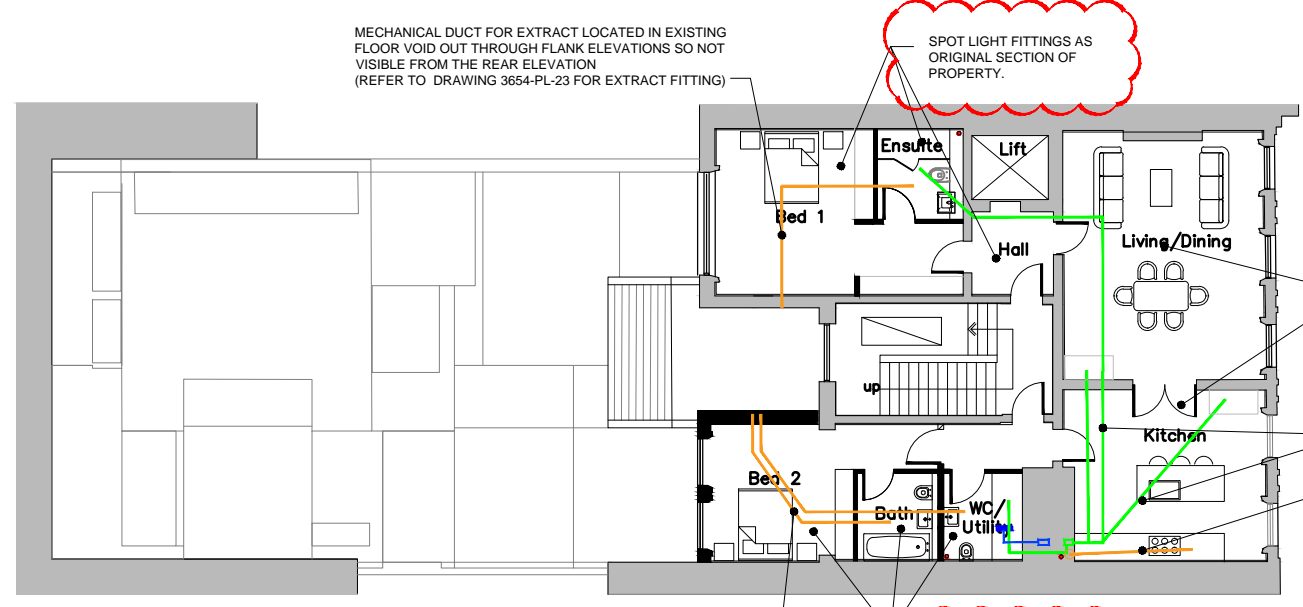 MECHANICAL DUCT FOR EXTRACT LOCATED IN EXISTING
FLOOR VOID OUT THROUGH FLANK ELEVATIONS SO NOT
VISIBLE FROM THE REAR ELEVATION
(REFER TO DRAWING 3654-PL-23 FOR EXTRACT FITTING)
SPOT LIGHT FITTINGS AS
ORIGINAL SECTION OF
PROPERTY.
Ensuite
Lift
Bed 1
Hall
Living/Dining
up
Kitchen
Bed 2
Bath
WC/
Utility